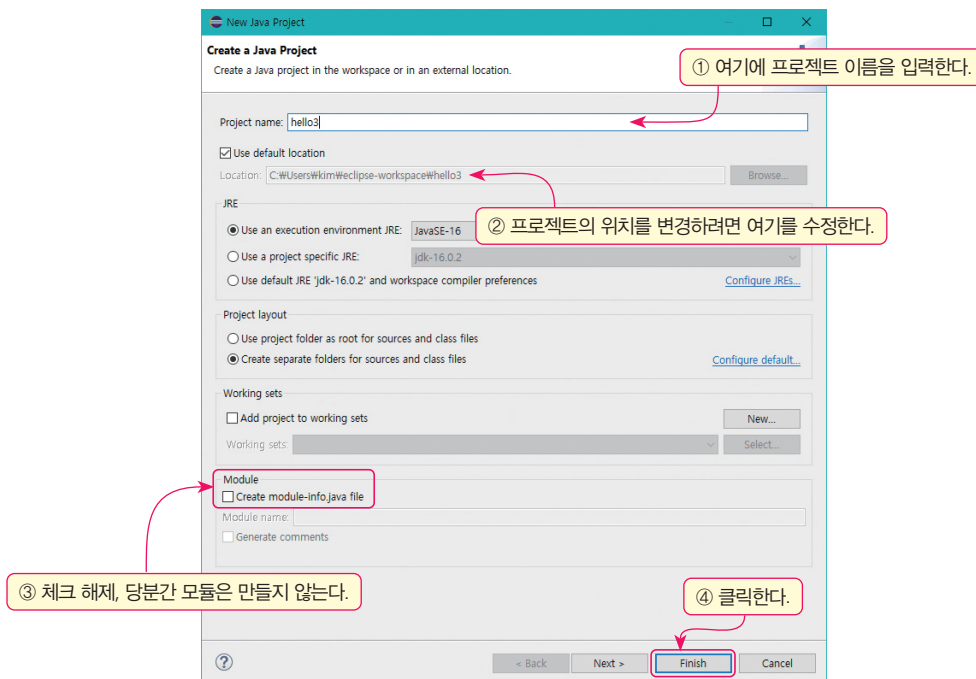 New Java Project
Create a Java Project
Create a Java project in the workspace or in an external location.
① 여기에 프로젝트 이름을 입력한다.
Project name: hello3
Use default location
Location: C:₩Users₩kim₩eclipse-workspace₩hello3 Browse...
JRE
② 프로젝트의 위치를 변경하려면 여기를 수정한다.
Use an execution environment JRE: JavaSE-16
Use a project specific JRE: jdk-16.0.2
Use default JRE 'jdk-16.0.2' and workspace compiler preferences Configure JREs...
Project layout
Use project folder as root for sources and class files
Create separate folders for sources and class files Configure default...
Working sets
Add project to working sets New...
Working sets: Select...
Module
Create module-info.java file
Module name:
Generate comments
③ 체크 해제, 당분간 모듈은 만들지 않는다.
④ 클릭한다.
? < Back Next > Finish Cancel